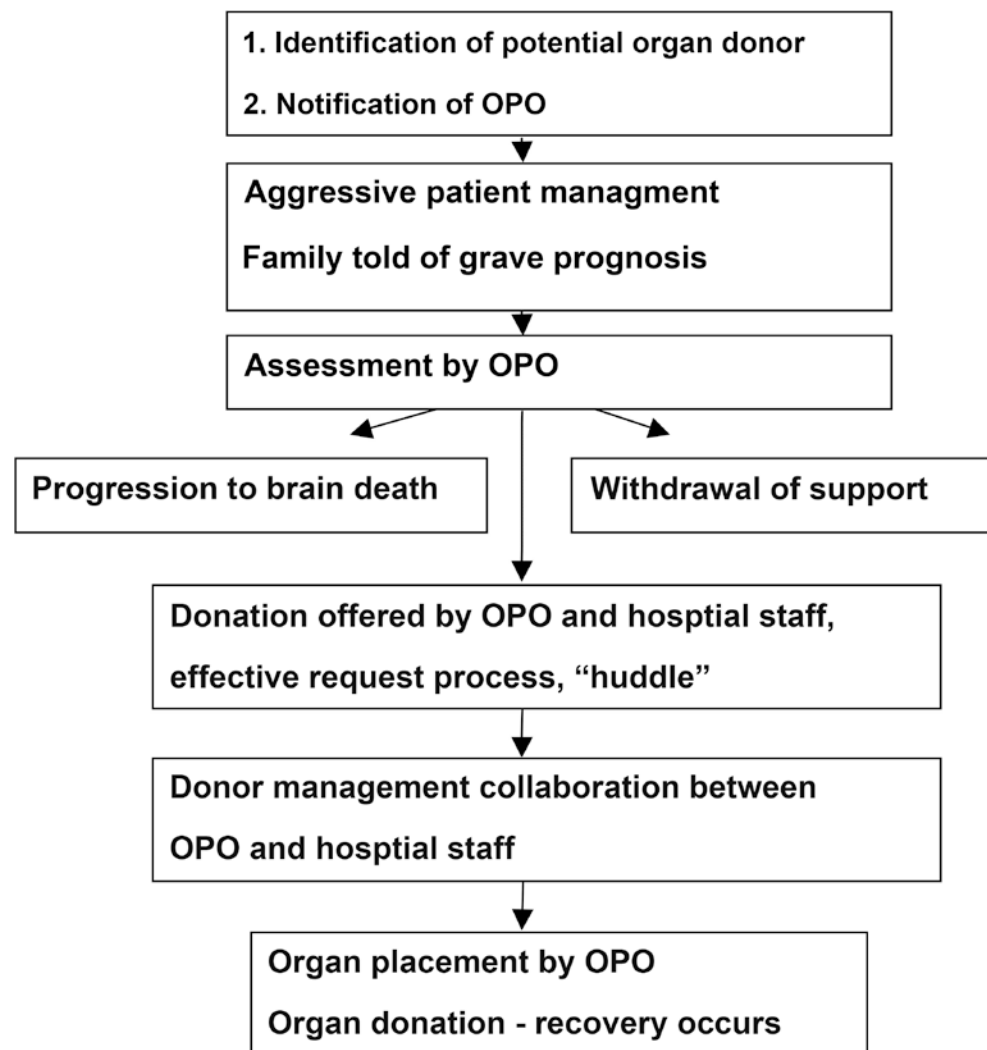 1. Identification of potential organ donor
2. Notification of OPO
Aggressive patient managment
Family told of grave prognosis
Assessment by OPO
Progression to brain death
Withdrawal of support
Donation offered by OPO and hosptial staff,
effective request process, “huddle”
Donor management collaboration between
OPO and hosptial staff
Organ placement by OPO
Organ donation - recovery occurs